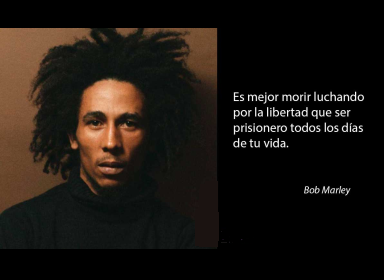 Es mejor morir luchando
por la libertad que ser
prisionero todos los días
de tu vida.
Bob Marley